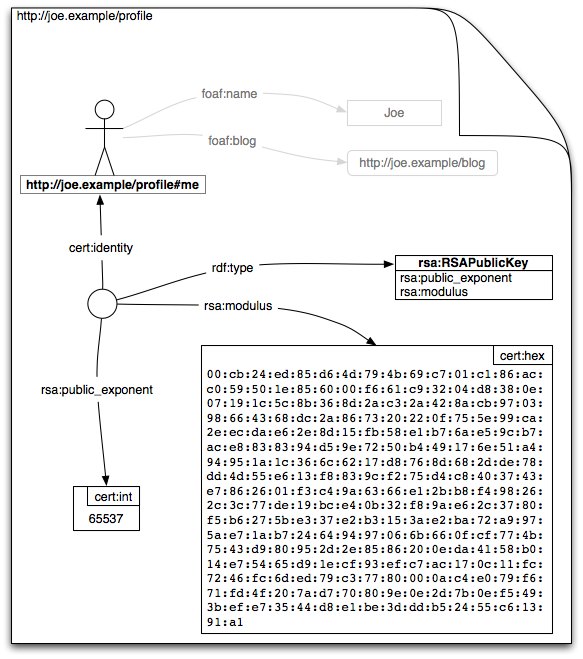 http://joe.example/profile
foaf:name
Joe
foaf:blog
http://joe.example/blog
http://joe.example/profile#me
cert:identity
rdf:type
rsa:RSAPublicKey
rsa:public_exponent
rsa:modulus
rsa:modulus
cert:hex
00:cb:24:ed:85:d6:4d:79:4b:69:c7:01:c1:86:ac:
c0:59:50:1e:85:60:00:f6:61:c9:32:04:d8:38:0e:
07:19:1c:5c:8b:36:8d:2a:c3:2a:42:8a:cb:97:03:
98:66:43:68:dc:2a:86:73:20:22:0f:75:5e:99:ca:
2e:ec:da:e6:2e:8d:15:fb:58:e1:b7:6a:e5:9c:b7:
ac:e8:83:83:94:d5:9e:72:50:b4:49:17:6e:51:a4:
94:95:1a:1c:36:6c:62:17:d8:76:8d:68:2d:de:78:
dd:4d:55:e6:13:f8:83:9c:f2:75:d4:c8:40:37:43:
e7:86:26:01:f3:c4:9a:63:66:e1:2b:b8:f4:98:26:
2c:3c:77:de:19:bc:e4:0b:32:f8:9a:e6:2c:37:80:
f5:b6:27:5b:e3:37:e2:b3:15:3a:e2:ba:72:a9:97:
5a:e7:1a:b7:24:64:94:97:06:6b:66:0f:cf:77:4b:
75:43:d9:80:95:2d:2e:85:86:20:0e:da:41:58:b0:
14:e7:54:65:d9:1e:cf:93:ef:c7:ac:17:0c:11:fc:
72:46:fc:6d:ed:79:c3:77:80:00:0a:c4:e0:79:f6:
71:fd:4f:20:7a:d7:70:80:9e:0e:2d:7b:0e:f5:49:
3b:ef:e7:35:44:d8:e1:be:3d:dd:b5:24:55:c6:13:
91:a1
rsa:public_exponent
cert:int
65537